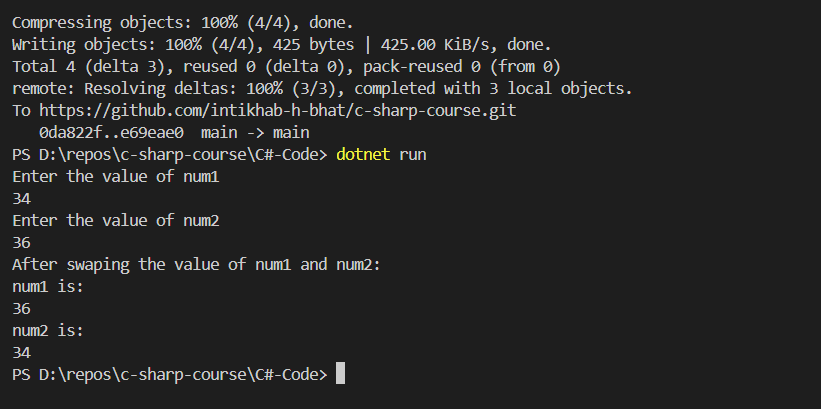 Compressing objects: 100% (4/4), done.
Writing objects: 100% (4/4), 425 bytes | 425.00 KiB/s, done.
Total 4 (delta 3), reused 0 (delta 0), pack-reused 0 (from 0)
remote: Resolving deltas: 100% (3/3), completed with 3 local objects.
To https://github.com/intikhab-h-bhat/c-sharp-course.git
   0da822f..e69eae0  main -> main
PS D:\repos\c-sharp-course\C#-Code> dotnet run
Enter the value of num1
34
Enter the value of num2
36
After swaping the value of num1 and num2:
num1 is:
36
num2 is:
34
PS D:\repos\c-sharp-course\C#-Code>